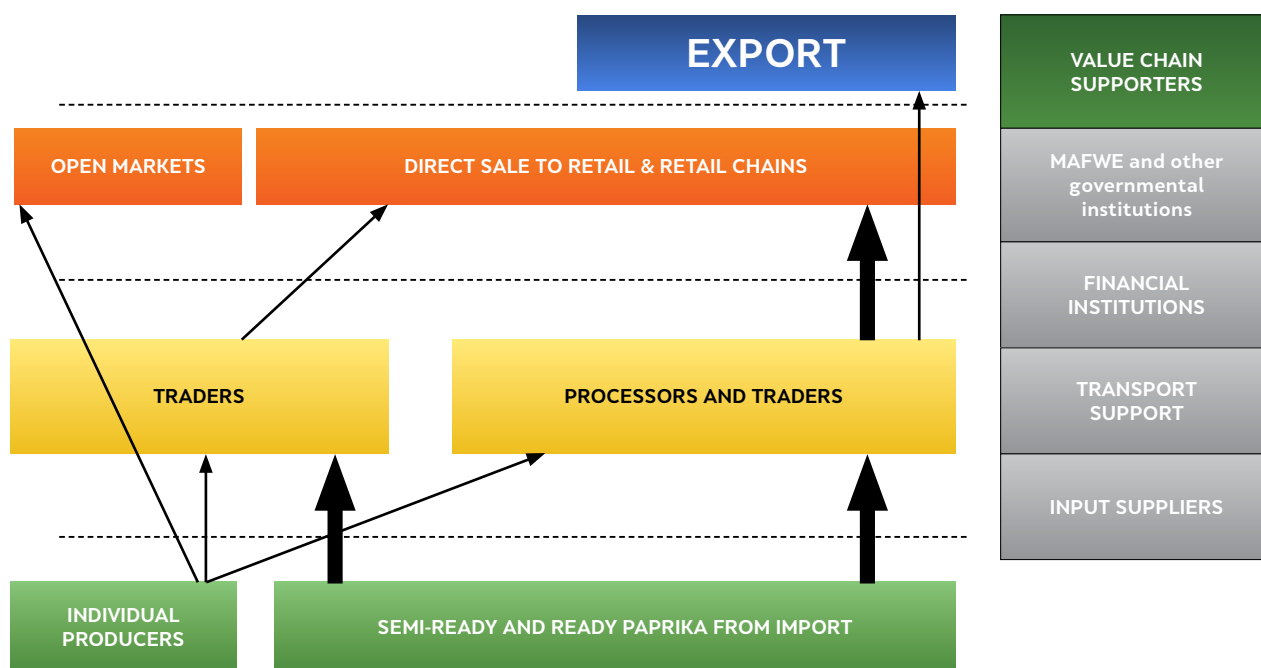 EXPORT
OPEN MARKETS
DIRECT SALE TO RETAIL & RETAIL CHAINS
TRADERS
PROCESSORS AND TRADERS
INDIVIDUAL
PRODUCERS
SEMI-READY AND READY PAPRIKA FROM IMPORT
VALUE CHAIN
SUPPORTERS
MAFWE and other
governmental
institutions
FINANCIAL
INSTITUTIONS
TRANSPORT
SUPPORT
INPUT SUPPLIERS